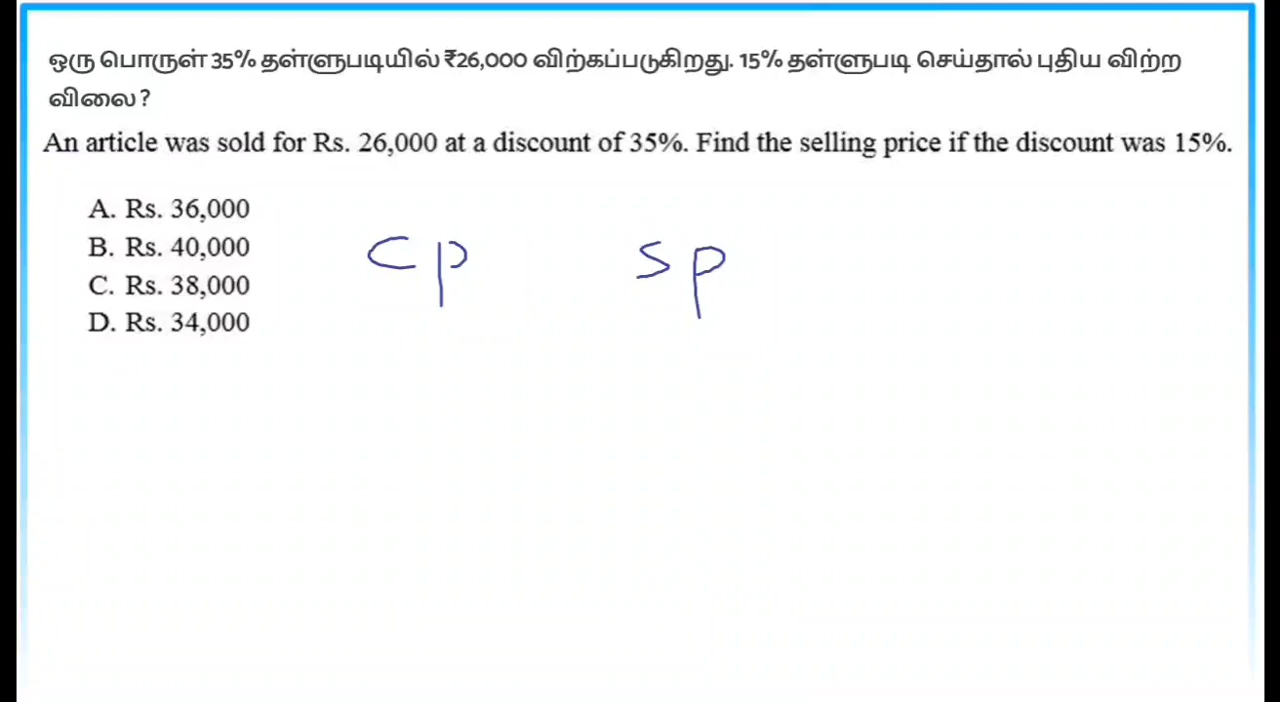 ஒரு பொருள் 35% தள்ளுபடியில் ₹26,000 விற்கப்படுகிறது. 15% தள்ளுபடி செய்தால் புதிய விற்ற
விலை?
An article was sold for Rs. 26,000 at a discount of 35%. Find the selling price if the discount was 15%.
A. Rs. 36,000
B. Rs. 40,000
C. Rs. 38,000
D. Rs. 34,000
CP SP